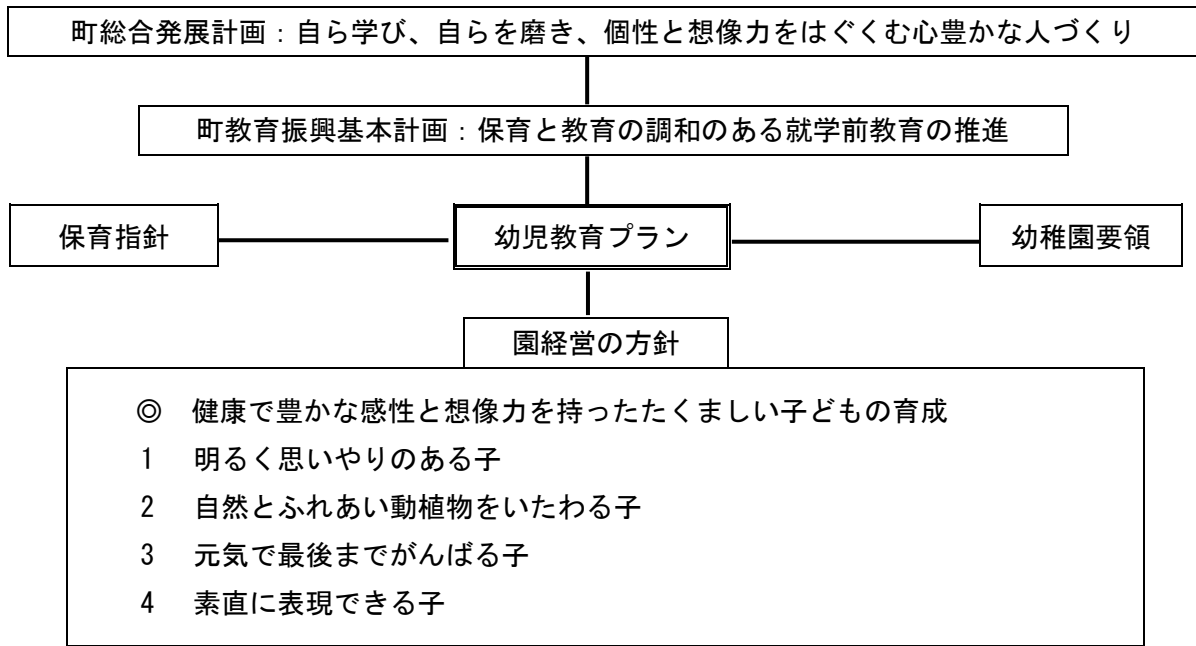 町総合発展計画：自ら学び、自らを磨き、個性と想像力をはぐくむ心豊かな人づくり
町教育振興基本計画：保育と教育の調和のある就学前教育の推進
保育指針
幼児教育プラン
幼稚園要領
園経営の方針
◎ 健康で豊かな感性と想像力を持ったたくましい子どもの育成
1 明るく思いやりのある子
2 自然とふれあい動植物をいたわる子
3 元気で最後までがんばる子
4 素直に表現できる子